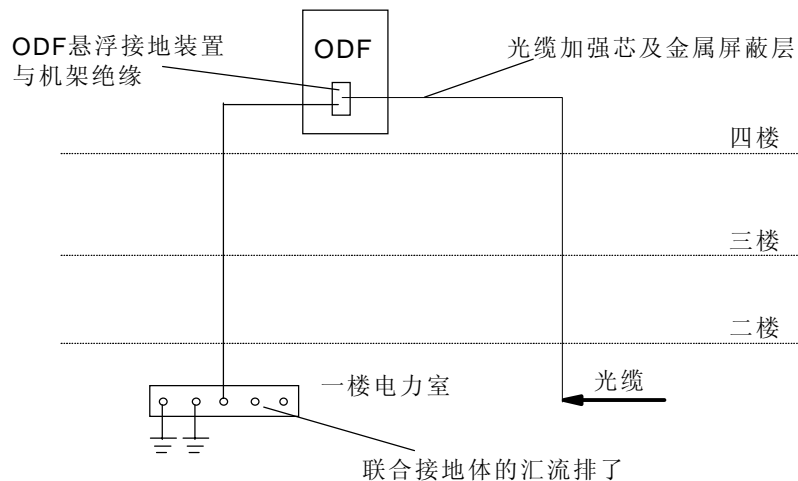 ODF悬浮接地装置
与机架绝缘
ODF
光缆加强芯及金属屏蔽层
四楼
三楼
二楼
一楼电力室
光缆
联合接地体的汇流排了